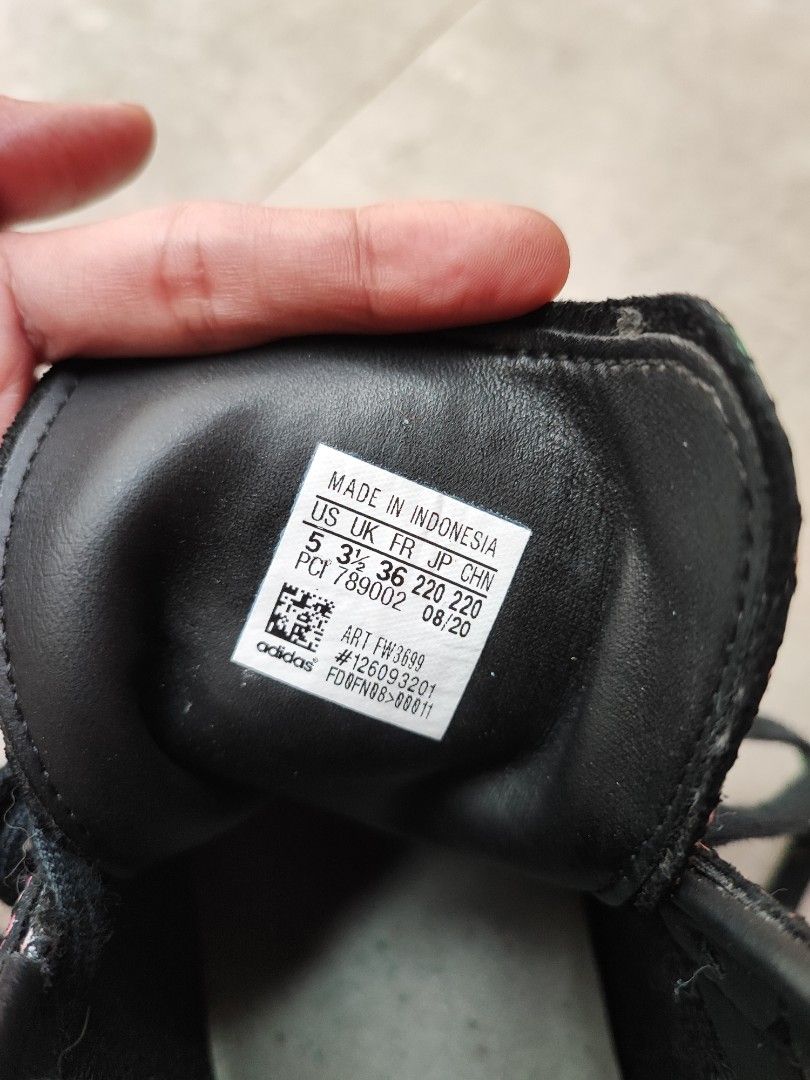 MADE IN INDONESIA
US UK FR JP CHN
5 3½ 36 220 220
PCI® 789002 08/20
ART FW3699
adidas® #126093201
FD0FN08>00011